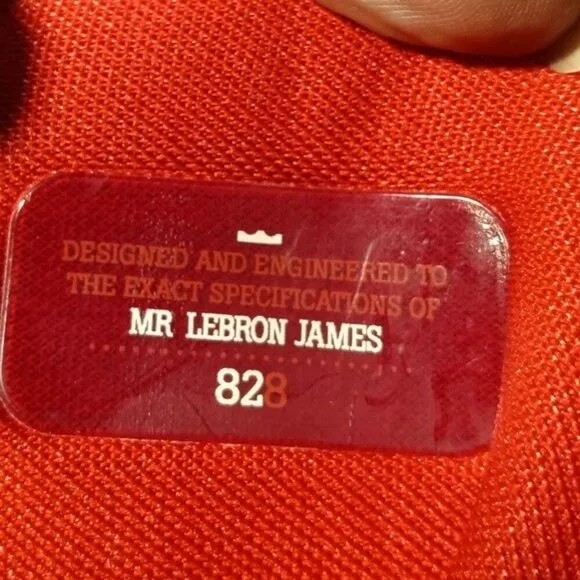 DESIGNED AND ENGINEERED TO
THE EXACT SPECIFICATIONS OF
MR LEBRON JAMES
828